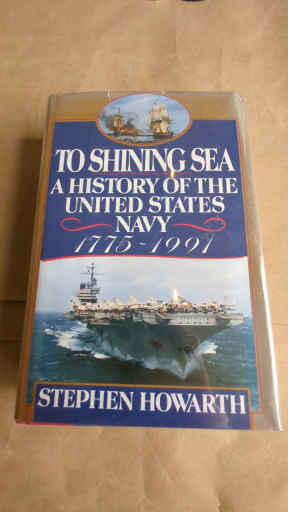 TO SHINING SEA
A HISTORY OF THE
UNITED STATES
NAVY
1775-1991
STEPHEN HOWARTH